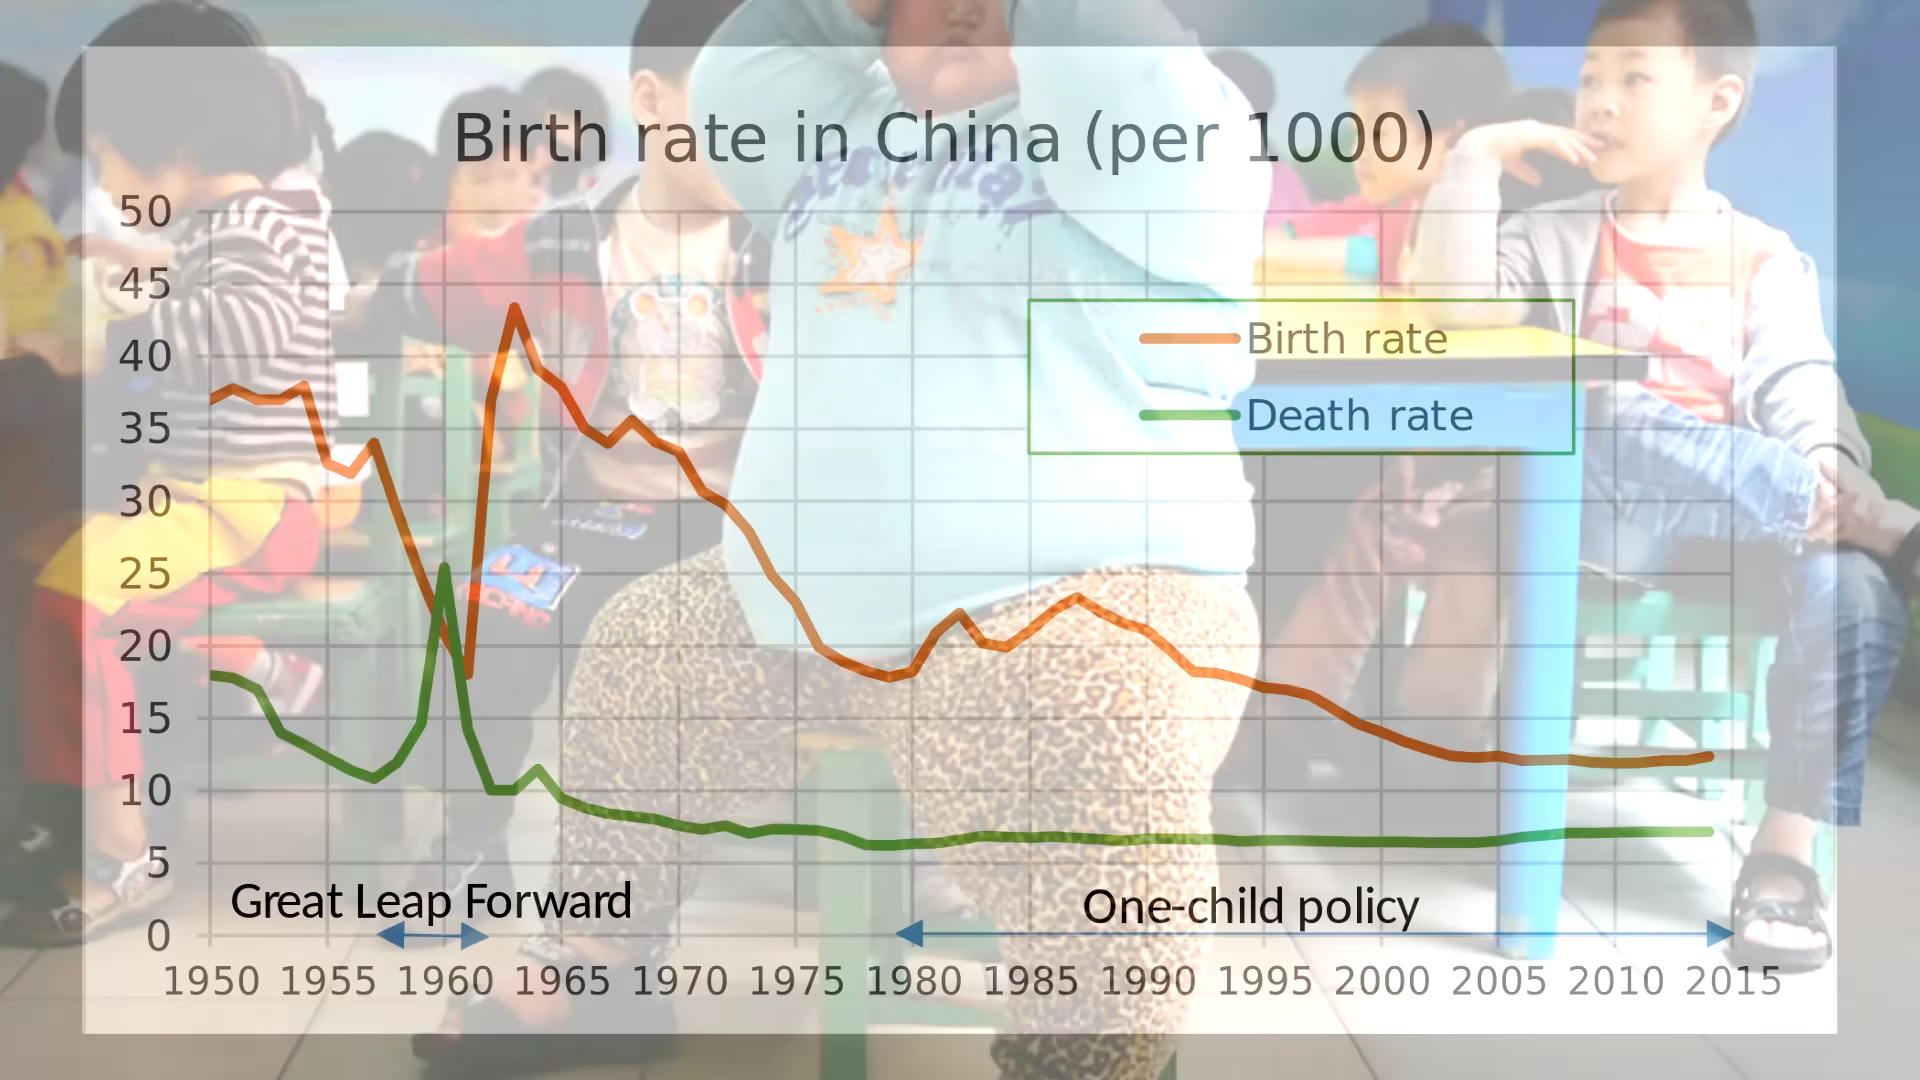 Birth rate in China (per 1000)
50
45
40
35
30
25
20
15
10
5
0
Birth rate
Death rate
Great Leap Forward
One-child policy
1950 1955 1960 1965 1970 1975 1980 1985 1990 1995 2000 2005 2010 2015